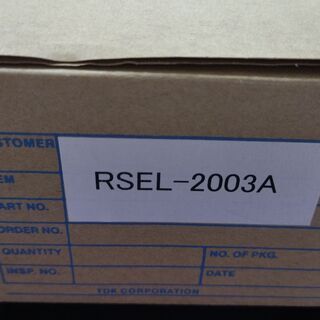 STOMER
EM
RSEL-2003A
ART NO.
ORDER NO.
QUANTITY
NO. OF PKG.
INSP. NO.
DATE
TDK CORPORATION